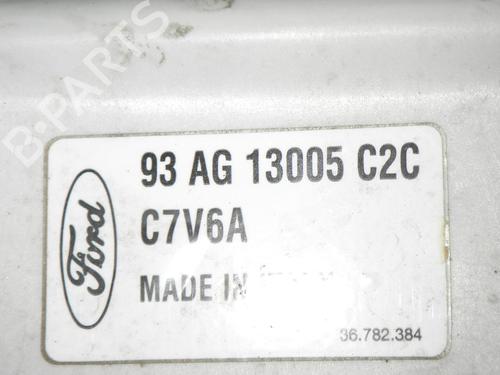 B-PARTS
Ford
93 AG 13005 C2C
C7V6A
MADE IN
36.782.384